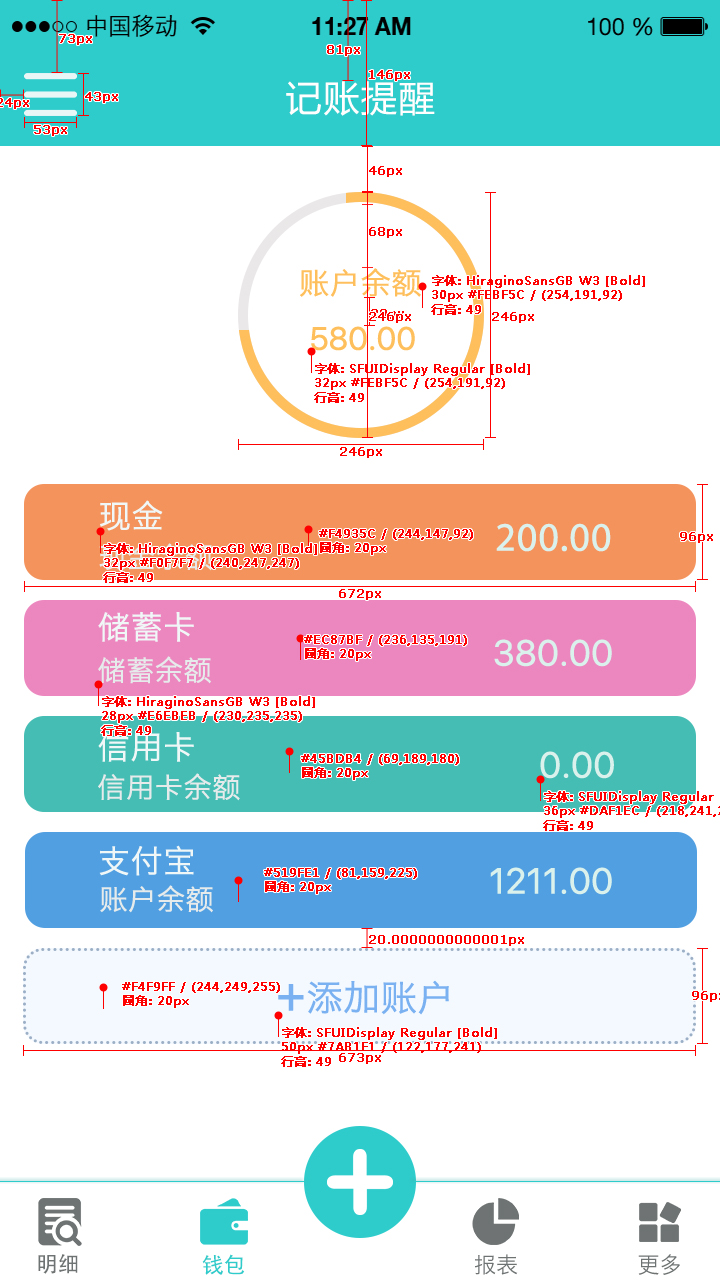 中国移动
11:27 AM
100 %
73px
81px
146px
记账提醒
24px
43px
53px
46px
68px
账户余额
字体: HiraginoSansGB W3 [Bold]
30px #FEBF5C / (254,191,92)
行高: 49
246px
246px
580.00
字体: SFUIDisplay Regular [Bold]
32px #FEBF5C / (254,191,92)
行高: 49
246px
现金
200.00
#F4935C / (244,147,92)
圆角: 20px
96px
字体: HiraginoSansGB W3 [Bold]
32px #F0F7F7 / (240,247,247)
行高: 49
672px
储蓄卡
#EC87BF / (236,135,191)
圆角: 20px
380.00
储蓄余额
字体: HiraginoSansGB W3 [Bold]
28px #E6EBEB / (230,235,235)
行高: 49
信用卡
#45BDB4 / (69,189,180)
圆角: 20px
0.00
信用卡余额
字体: SFUIDisplay Regular
36px #DAF1EC / (218,241,2
行高: 49
支付宝
#519FE1 / (81,159,225)
圆角: 20px
1211.00
账户余额
20.0000000000001px
#F4F9FF / (244,249,255)
圆角: 20px
+添加账户
96px
字体: SFUIDisplay Regular [Bold]
50px #7AB1F1 / (122,177,241)
行高: 49
673px
明细
钱包
报表
更多